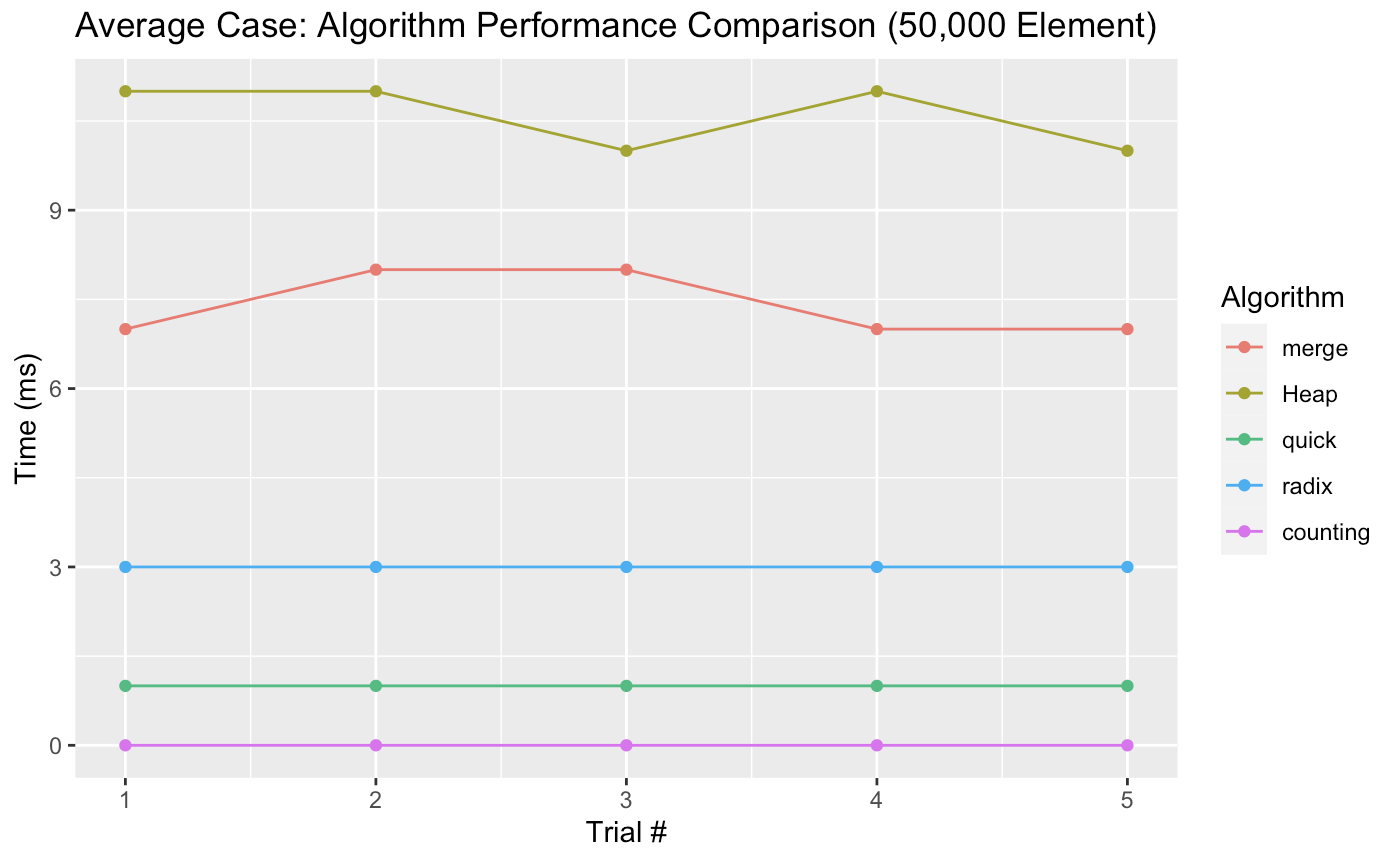 Average Case: Algorithm Performance Comparison (50,000 Element)
9
6
3
0
Time (ms)
1 2 3 4 5
Trial #
Algorithm
merge
Heap
quick
radix
counting